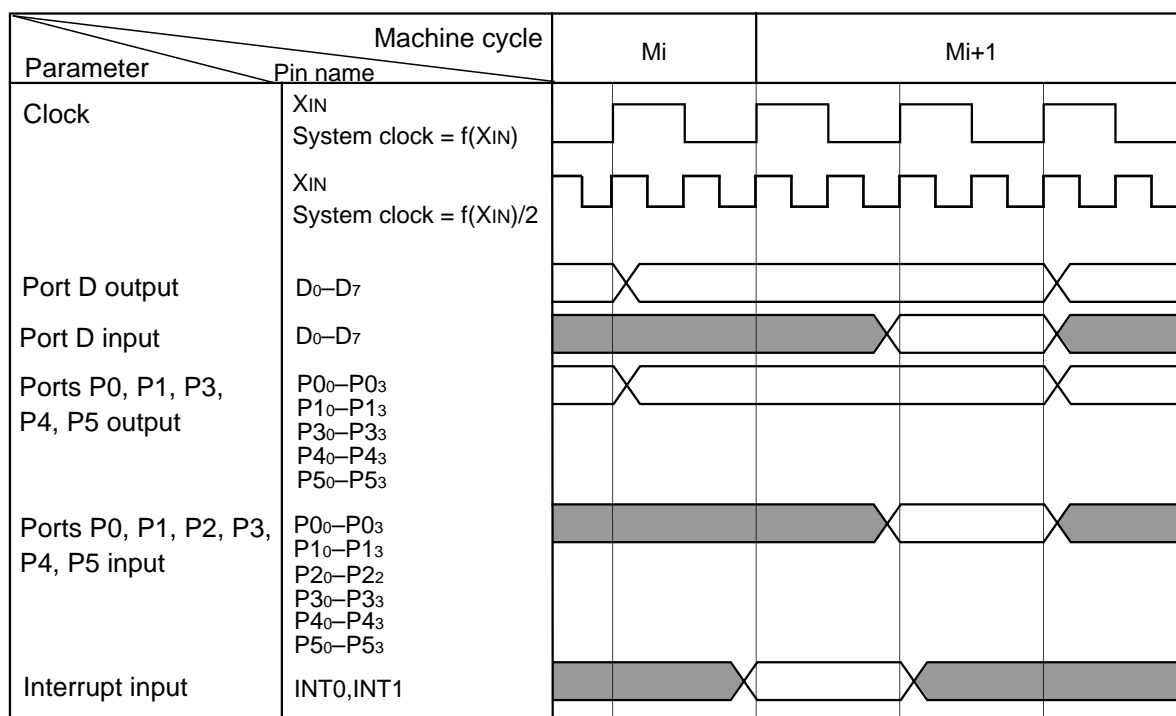 Machine cycle
Parameter
Pin name
Mi
Mi+1
Clock
XIN
System clock = f(XIN)
XIN
System clock = f(XIN)/2
Port D output
D0–D7
Port D input
D0–D7
Ports P0, P1, P3,
P4, P5 output
P00–P03
P10–P13
P30–P33
P40–P43
P50–P53
Ports P0, P1, P2, P3,
P4, P5 input
P00–P03
P10–P13
P20–P22
P30–P33
P40–P43
P50–P53
Interrupt input
INT0,INT1